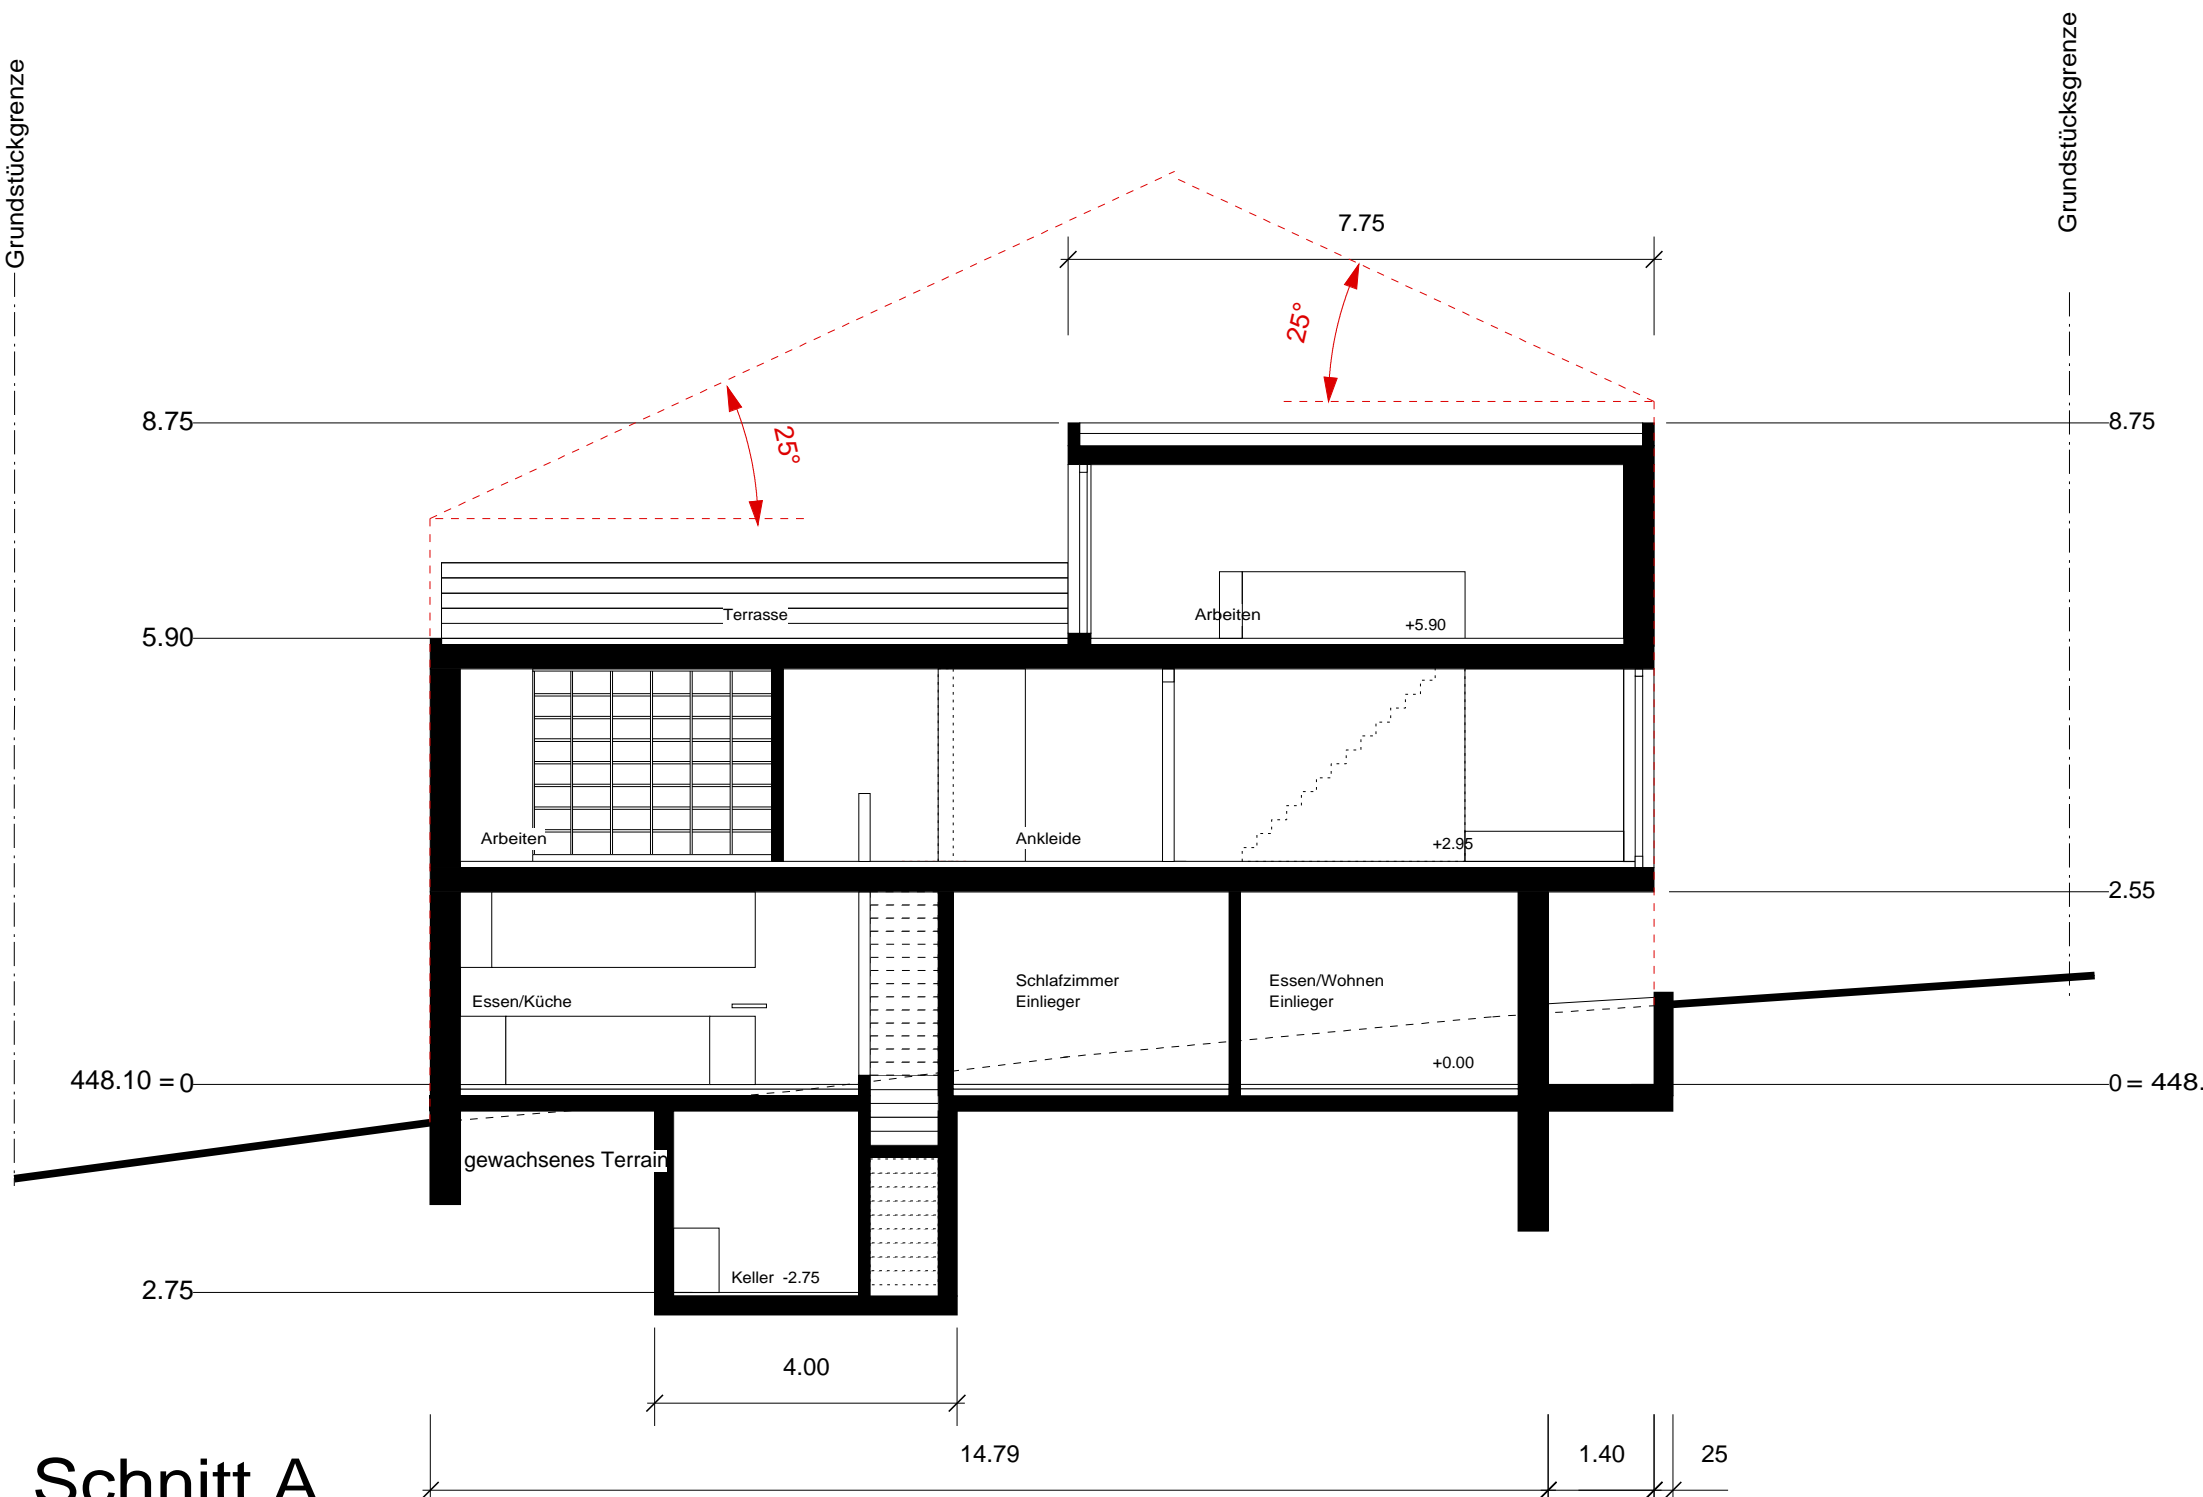 Grundstückgrenze
Grundstücksgrenze
7.75
25°
25°
8.75
8.75
Terrasse
Arbeiten
+5.90
5.90
Arbeiten
Ankleide
+2.95
2.55
Schlafzimmer
Einlieger
Essen/Wohnen
Einlieger
Essen/Küche
+0.00
448.10 = 0
0 = 448.
gewachsenes Terrain
Keller -2.75
2.75
4.00
14.79
1.40
25
Schnitt A